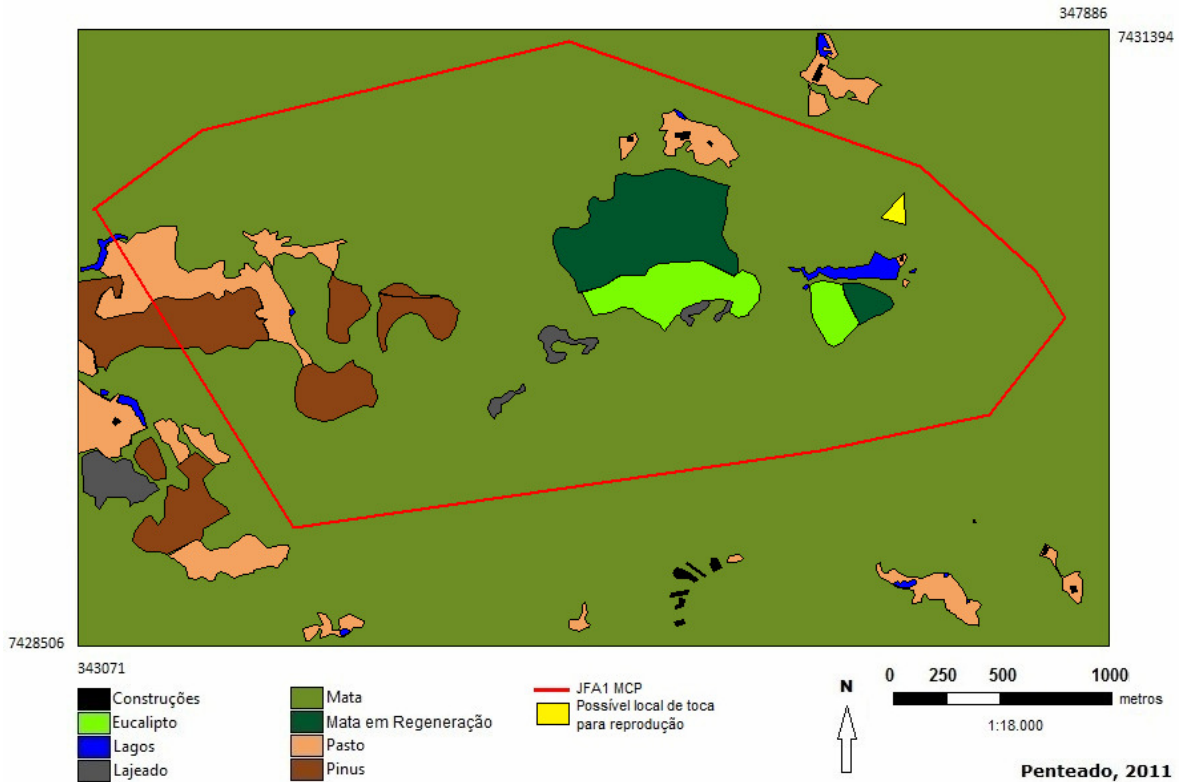 347886
7431394
7428506
343071
Construções
Eucalipto
Lagos
Lajeado
Mata
Mata em Regeneração
Pasto
Pinus
JFA1 MCP
Possível local de toca
para reprodução
N
0 250 500 1000
metros
1:18.000
Penteado, 2011